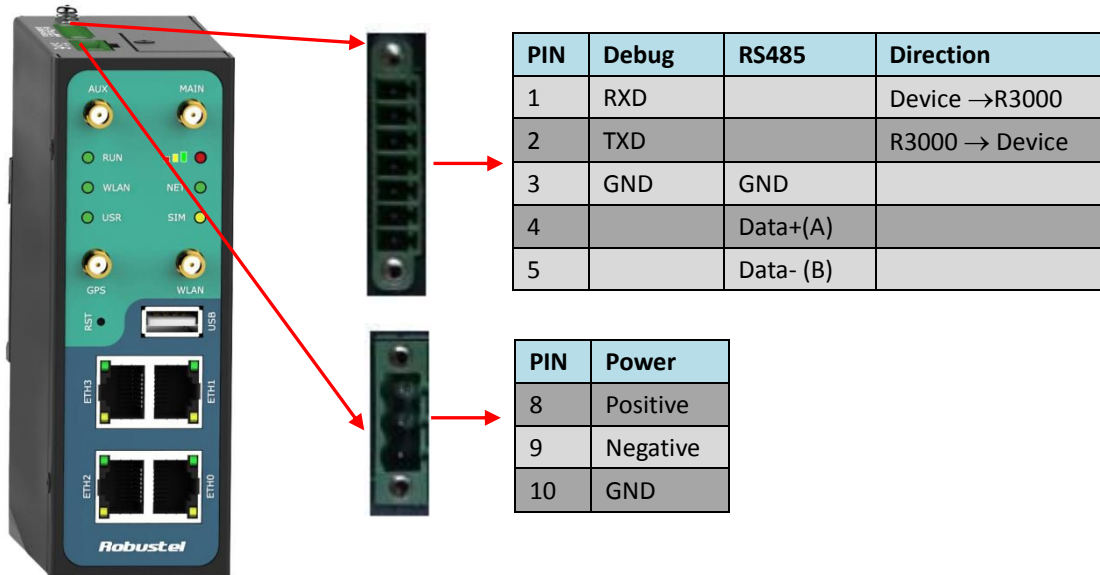 AUX MAIN
RUN
WLAN NET
USR SIM
GPS WLAN
RST USB
ETH3 ETH1
ETH2 ETH0
Robustel
PIN Debug RS485 Direction
1 RXD Device →R3000
2 TXD R3000 → Device
3 GND GND
4 Data+(A)
5 Data- (B)
PIN Power
8 Positive
9 Negative
10 GND